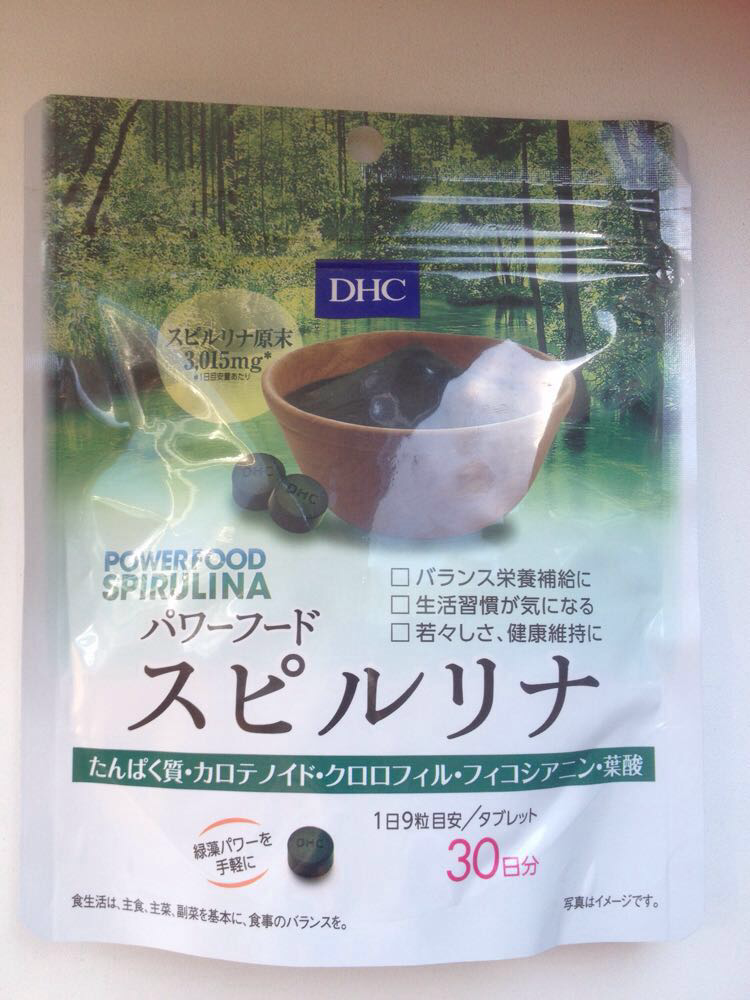 DHC
スピルリナ原末
3,015mg*
*1日目安量あたり
DHC
DHC
POWER FOOD
SPIRULINA
パワーフード
スピルリナ
□バランス栄養補給に
□生活習慣が気になる
□若々しさ、健康維持に
たんぱく質・カロテノイド・クロロフィル・フィコシアニン・葉酸
緑藻パワーを
手軽に
DHC
1日9粒目安/タブレット
30日分
食生活は、主食、主菜、副菜を基本に、食事のバランスを。
写真はイメージです。